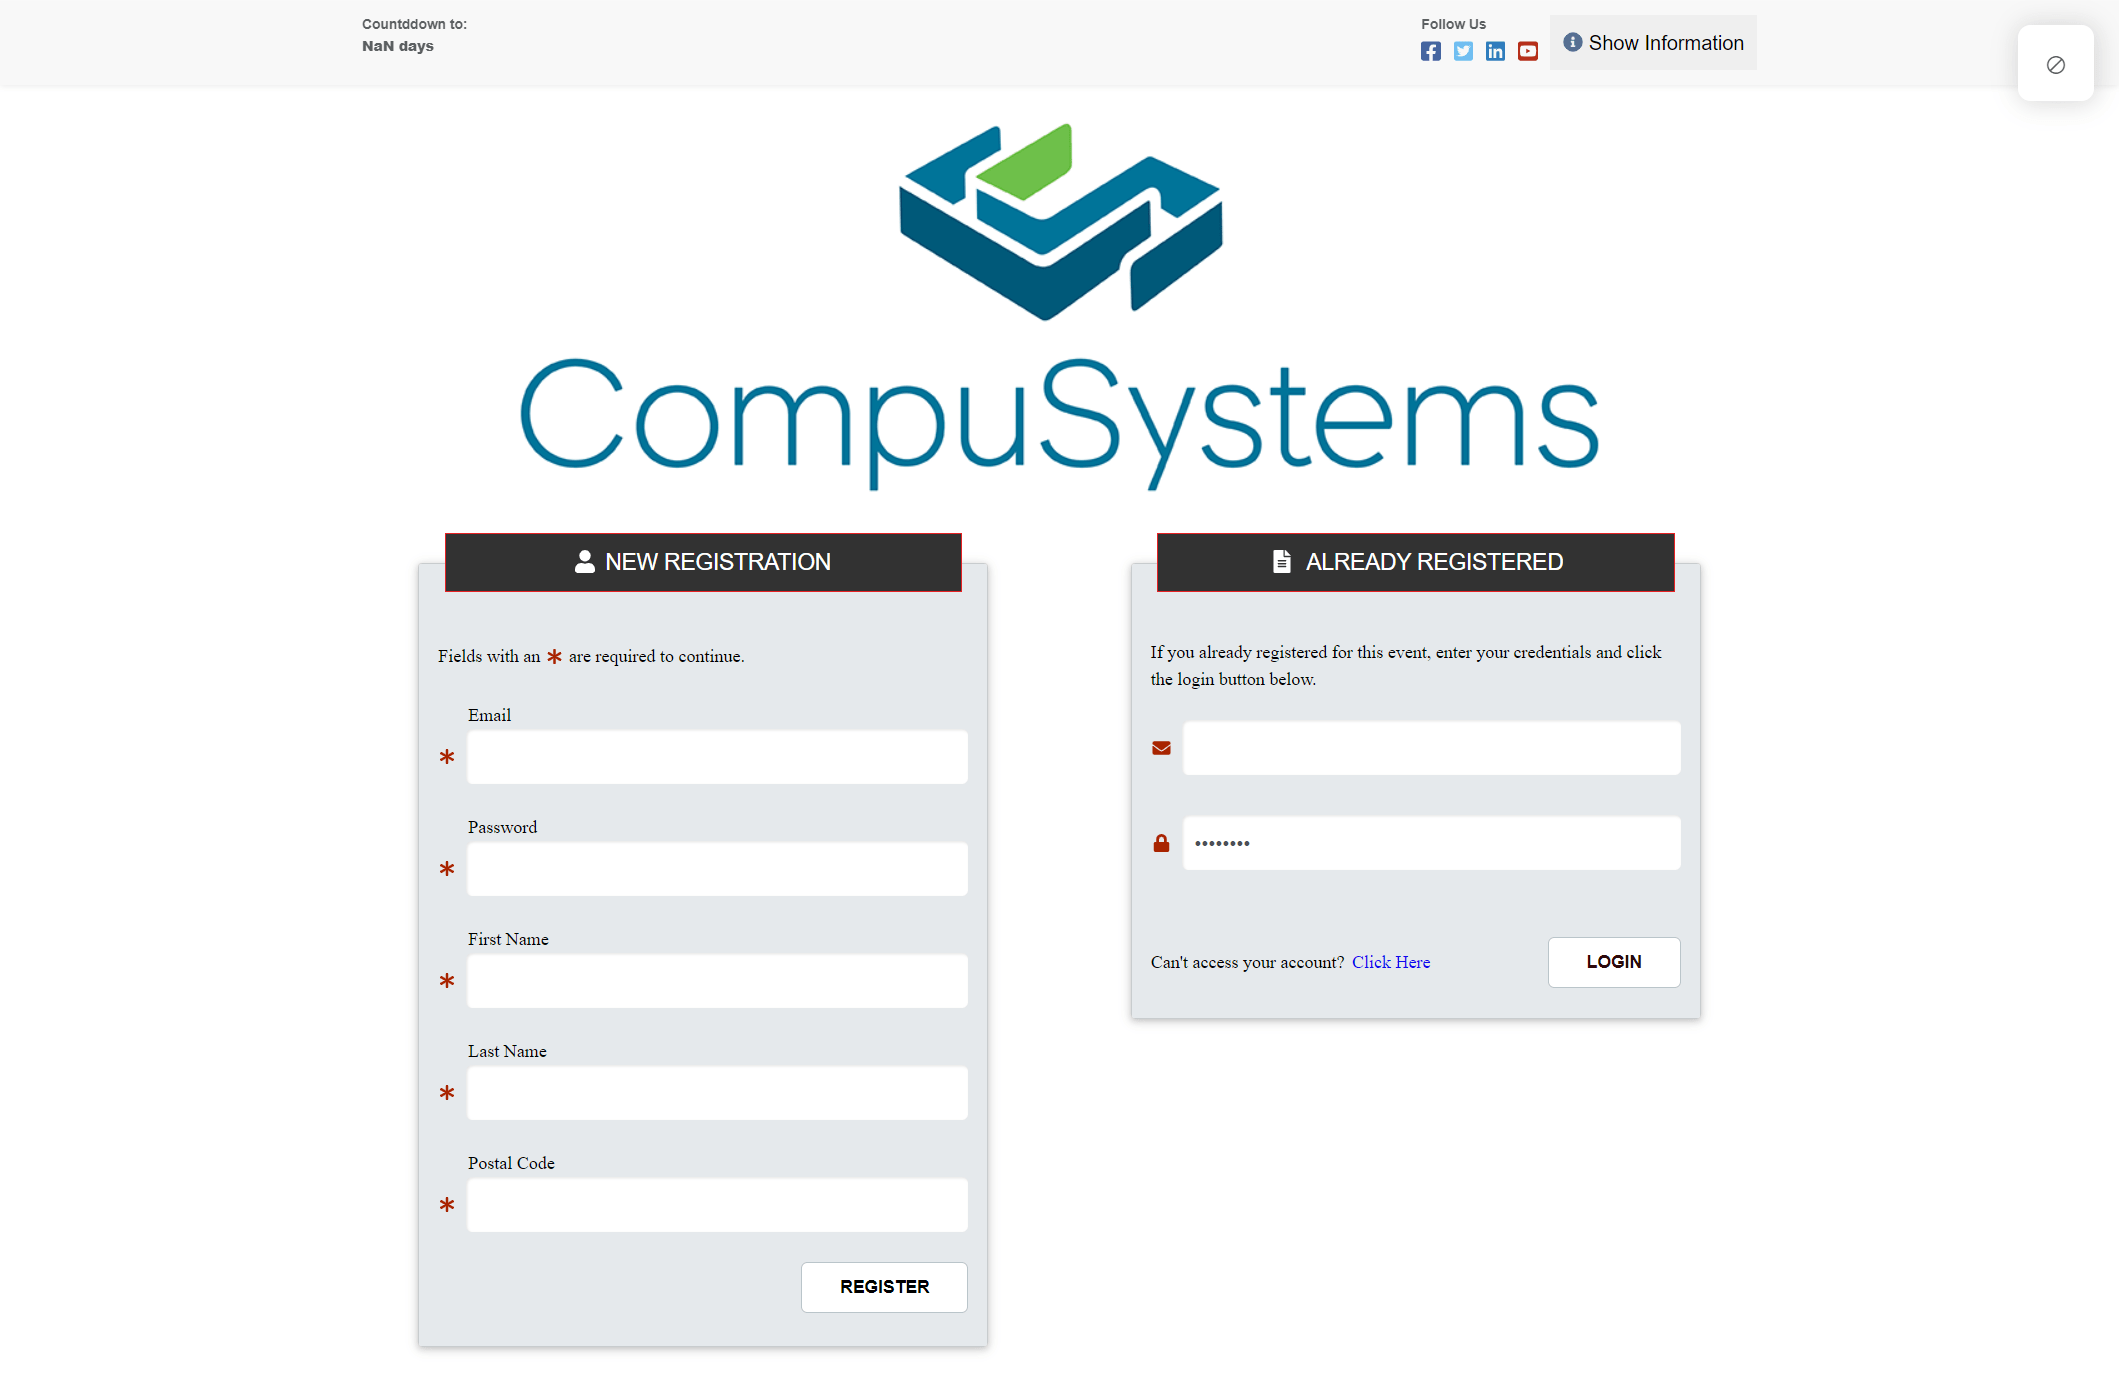 Countddown to:
NaN days
Follow Us
Show Information
CompuSystems
NEW REGISTRATION
Fields with an * are required to continue.
Email
*
Password
*
First Name
*
Last Name
*
Postal Code
*
REGISTER
ALREADY REGISTERED
If you already registered for this event, enter your credentials and click
the login button below.
••••••••
Can't access your account? Click Here
LOGIN